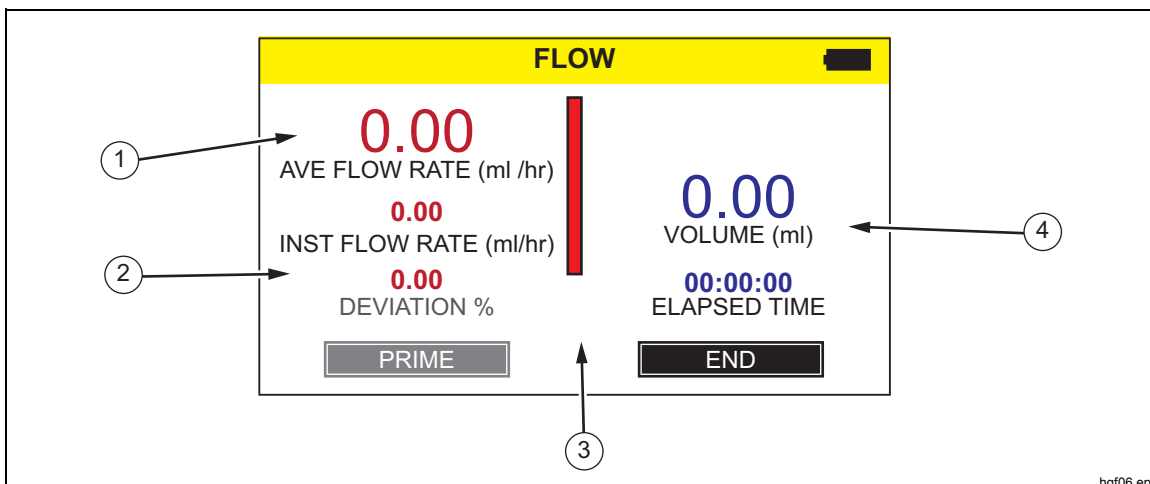 FLOW
0.00
AVE FLOW RATE (ml /hr)
0.00
INST FLOW RATE (ml/hr)
0.00
DEVIATION %
PRIME
0.00
VOLUME (ml)
00:00:00
ELAPSED TIME
END
1
2
3
4